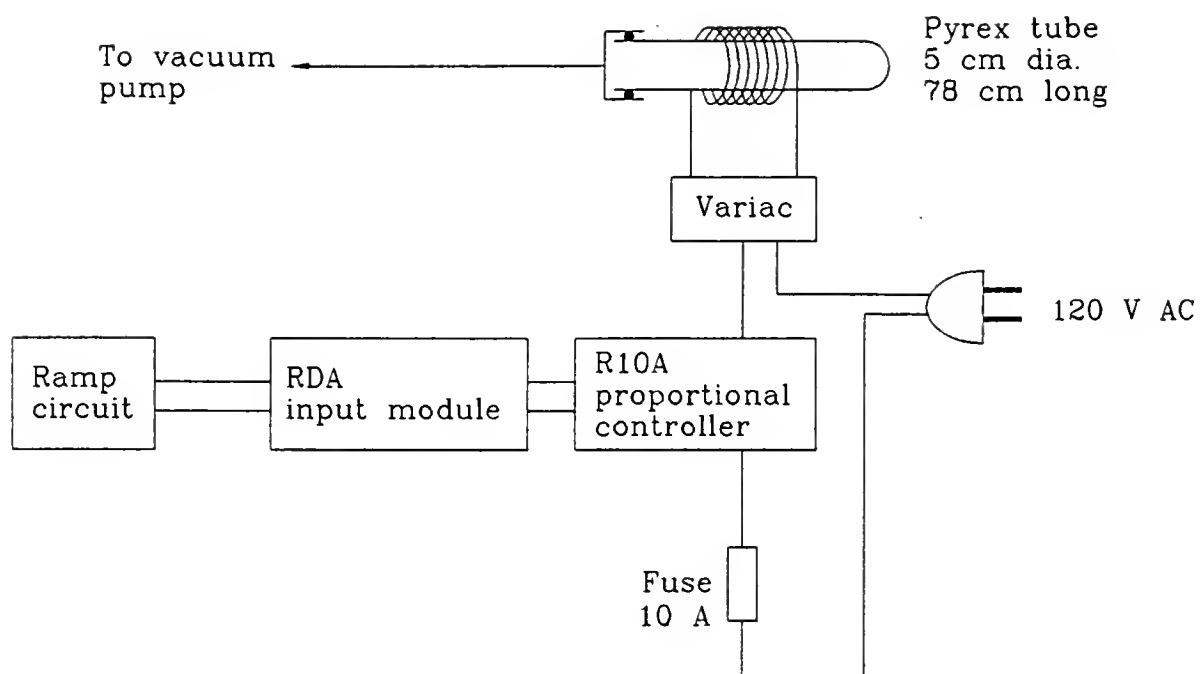 To vacuum
pump
Pyrex tube
5 cm dia.
78 cm long
Variac
120 V AC
Ramp
circuit
RDA
input module
R10A
proportional
controller
Fuse
10 A